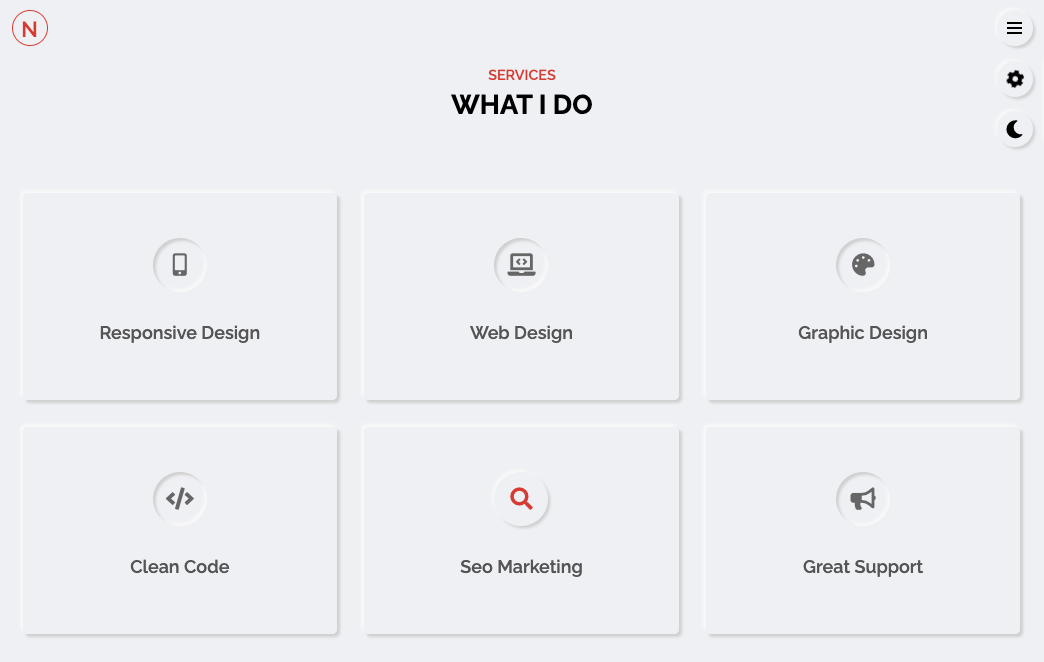 N
SERVICES
WHAT I DO
Responsive Design
Web Design
Graphic Design
Clean Code
Seo Marketing
Great Support